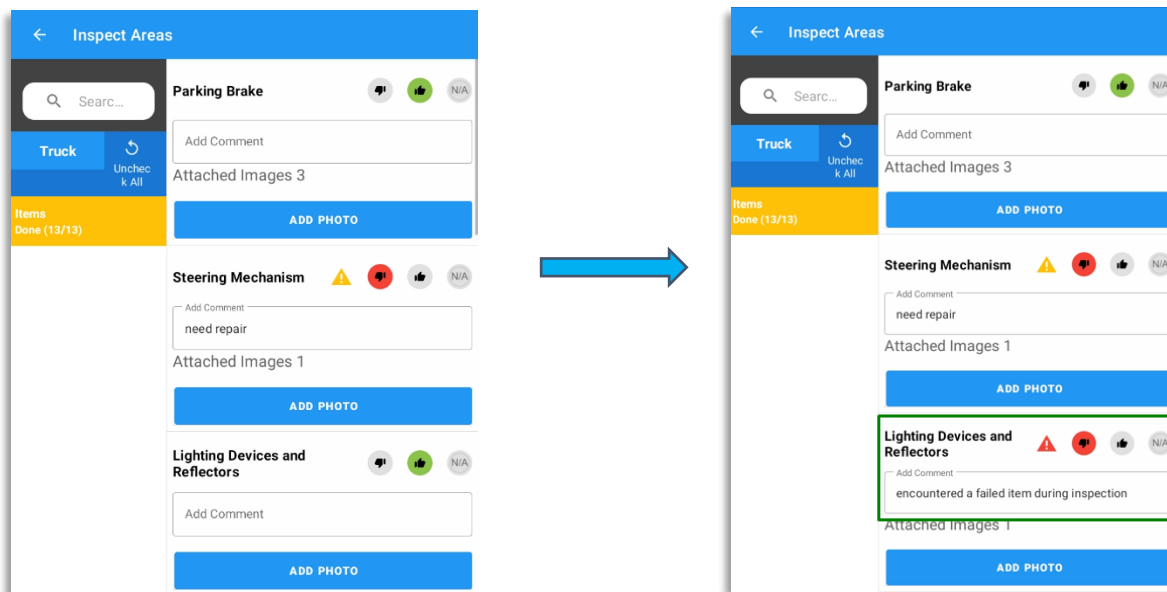 Inspect Areas
Searc...
Truck
Unchec
k All
Items
Done (13/13)
Parking Brake
N/A
Add Comment
Attached Images 3
ADD PHOTO
Steering Mechanism
N/A
Add Comment
need repair
Attached Images 1
ADD PHOTO
Lighting Devices and
Reflectors
N/A
Add Comment
ADD PHOTO
Inspect Areas
Searc...
Truck
Unchec
k All
Items
Done (13/13)
Parking Brake
N/A
Add Comment
Attached Images 3
ADD PHOTO
Steering Mechanism
N/A
Add Comment
need repair
Attached Images 1
ADD PHOTO
Lighting Devices and
Reflectors
N/A
Add Comment
encountered a failed item during inspection
Attached Images 1
ADD PHOTO